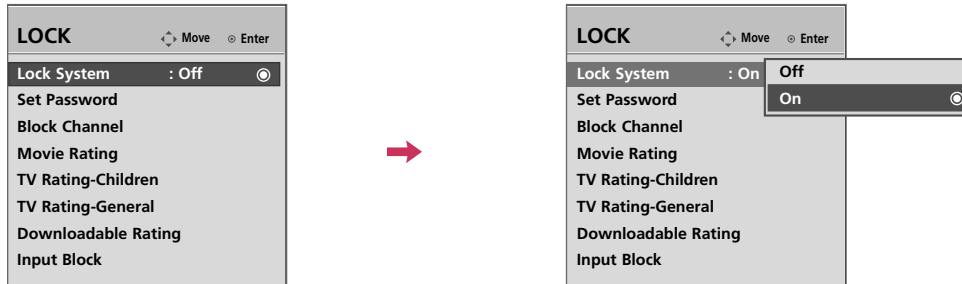 LOCK Move Enter
Lock System : Off
Set Password
Block Channel
Movie Rating
TV Rating-Children
TV Rating-General
Downloadable Rating
Input Block
LOCK Move Enter
Lock System : On
Off
On
Set Password
Block Channel
Movie Rating
TV Rating-Children
TV Rating-General
Downloadable Rating
Input Block